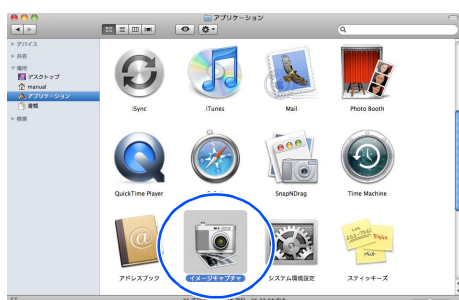 アプリケーション
デバイス
共有
場所
デスクトップ
manual
アプリケーション
書類
検索
iSync
iTunes
Mail
Photo Booth
QuickTime Player
SnapNDrag
Time Machine
アドレスブック
イメージキャプチャ
システム環境設定
スティッキーズ